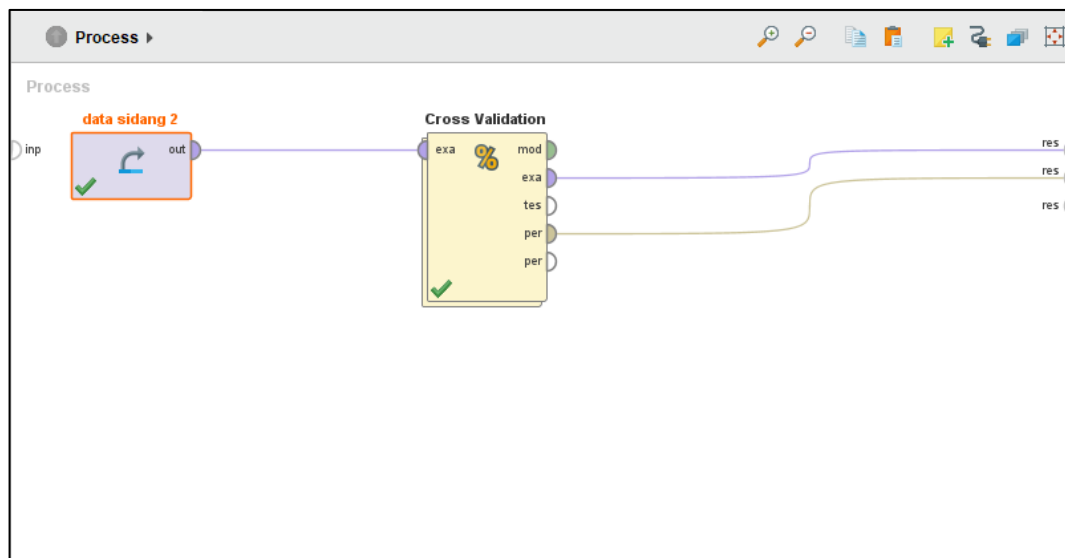 Process
Process
data sidang 2
inp
out
Cross Validation
exa
mod
exa
tes
per
per
res
res
res